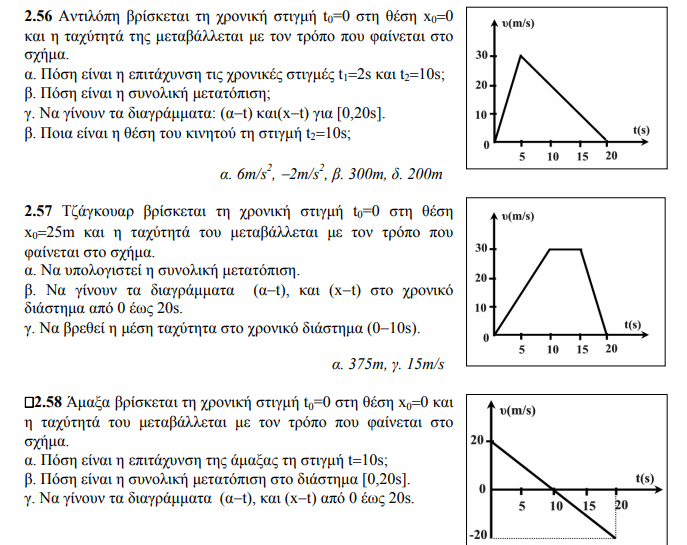 2.56 Αντιλόπη βρίσκεται τη χρονική στιγμή t₀=0 στη θέση x₀=0
και η ταχύτητά της μεταβάλλεται με τον τρόπο που φαίνεται στο
σχήμα.
α. Πόση είναι η επιτάχυνση τις χρονικές στιγμές t₁=2s και t₂=10s;
β. Πόση είναι η συνολική μετατόπιση;
γ. Να γίνουν τα διαγράμματα: (α–t) και(x–t) για [0,20s].
β. Ποια είναι η θέση του κινητού τη στιγμή t₂=10s;
α. 6m/s², –2m/s², β. 300m, δ. 200m
υ(m/s)
30
20
10
0
5 10 15 20
t(s)
2.57 Τζάγκουαρ βρίσκεται τη χρονική στιγμή t₀=0 στη θέση
x₀=25m και η ταχύτητά του μεταβάλλεται με τον τρόπο που
φαίνεται στο σχήμα.
α. Να υπολογιστεί η συνολική μετατόπιση.
β. Να γίνουν τα διαγράμματα (α–t), και (x–t) στο χρονικό
διάστημα από 0 έως 20s.
γ. Να βρεθεί η μέση ταχύτητα στο χρονικό διάστημα (0–10s).
α. 375m, γ. 15m/s
υ(m/s)
30
20
10
0
5 10 15 20
t(s)
□2.58 Άμαξα βρίσκεται τη χρονική στιγμή t₀=0 στη θέση x₀=0 και
η ταχύτητά του μεταβάλλεται με τον τρόπο που φαίνεται στο
σχήμα.
α. Πόση είναι η επιτάχυνση της άμαξας τη στιγμή t=10s;
β. Πόση είναι η συνολική μετατόπιση στο διάστημα [0,20s].
γ. Να γίνουν τα διαγράμματα (α–t), και (x–t) από 0 έως 20s.
υ(m/s)
20
t(s)
0
5 10 15 20
-20